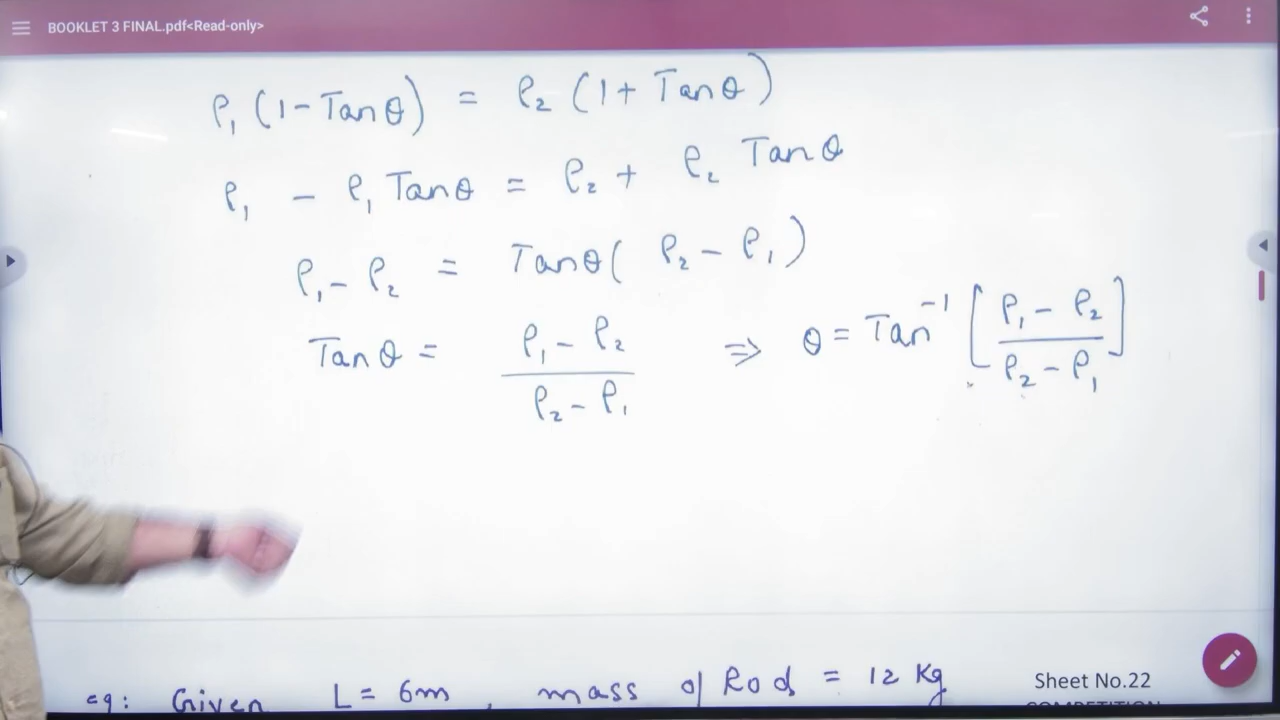 BOOKLET 3 FINAL.pdf<Read-only>
ρ₁ (1 - Tanθ) = ρ₂ (1 + Tanθ)
ρ₁ - ρ₁ Tanθ = ρ₂ + ρ₂ Tanθ
ρ₁ - ρ₂ = Tanθ( ρ₂ - ρ₁ )
Tanθ = (ρ₁ - ρ₂)/(ρ₂ - ρ₁) ⇒ θ = Tan⁻¹ [(ρ₁ - ρ₂)/(ρ₂ - ρ₁)]
eg: Given L = 6m , mass of Rod = 12 Kg
Sheet No.22
COMPETITION